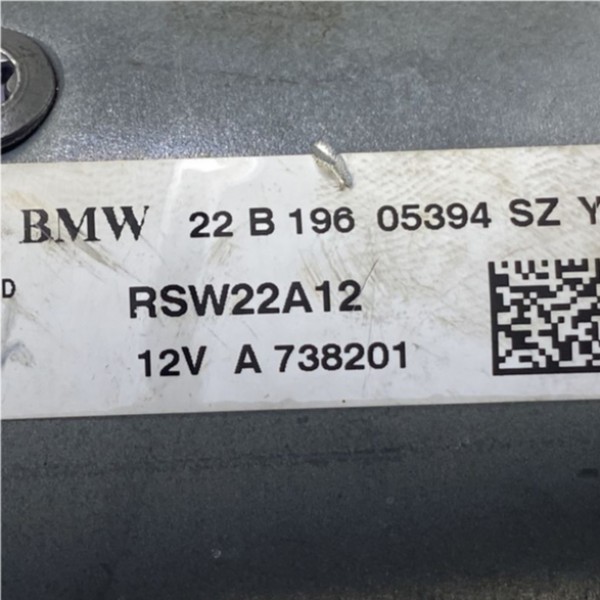 BMW 22 B 196 05394 SZ Y
D
RSW22A12
12V A 738201